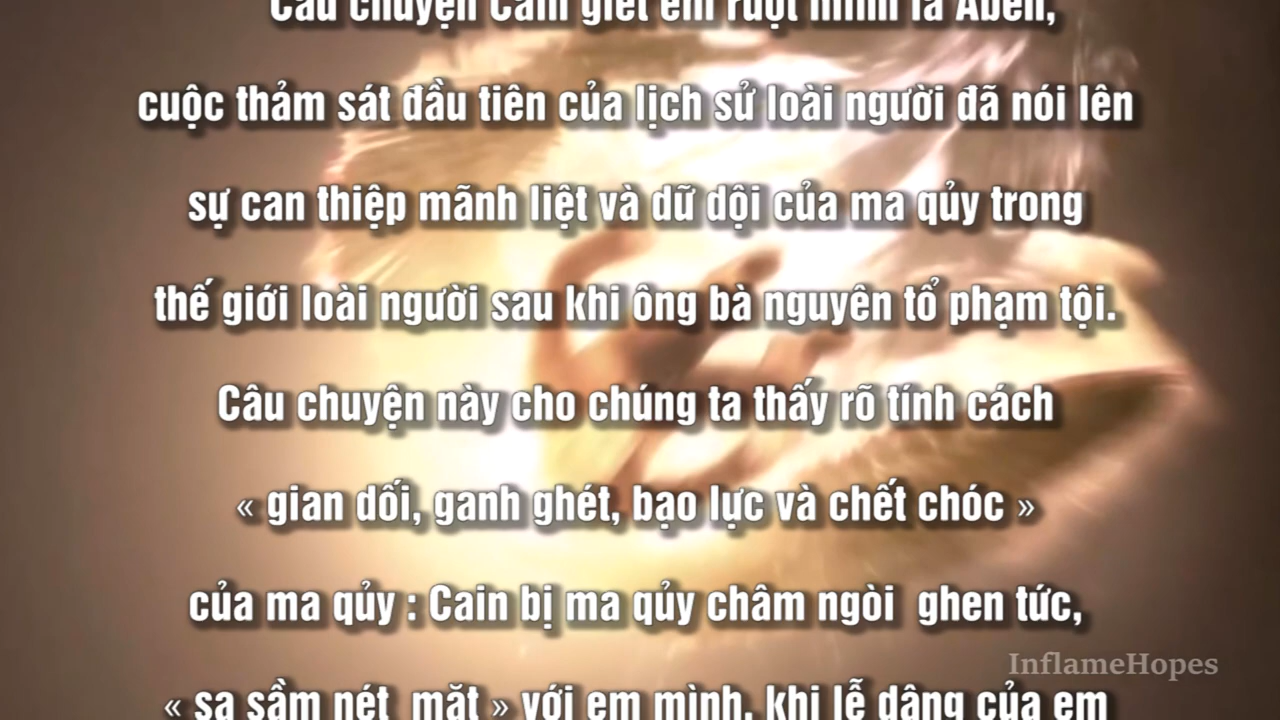 Câu chuyện Cain giết em ruột mình là Aben,
cuộc thảm sát đầu tiên của lịch sử loài người đã nói lên
sự can thiệp mãnh liệt và dữ dội của ma qủy trong
thế giới loài người sau khi ông bà nguyên tổ phạm tội.
Câu chuyện này cho chúng ta thấy rõ tính cách
« gian dối, ganh ghét, bạo lực và chết chóc »
của ma qủy : Cain bị ma qủy châm ngòi  ghen tức,
« sa sầm nét  mặt » với em mình, khi lễ dâng của em
InflameHopes